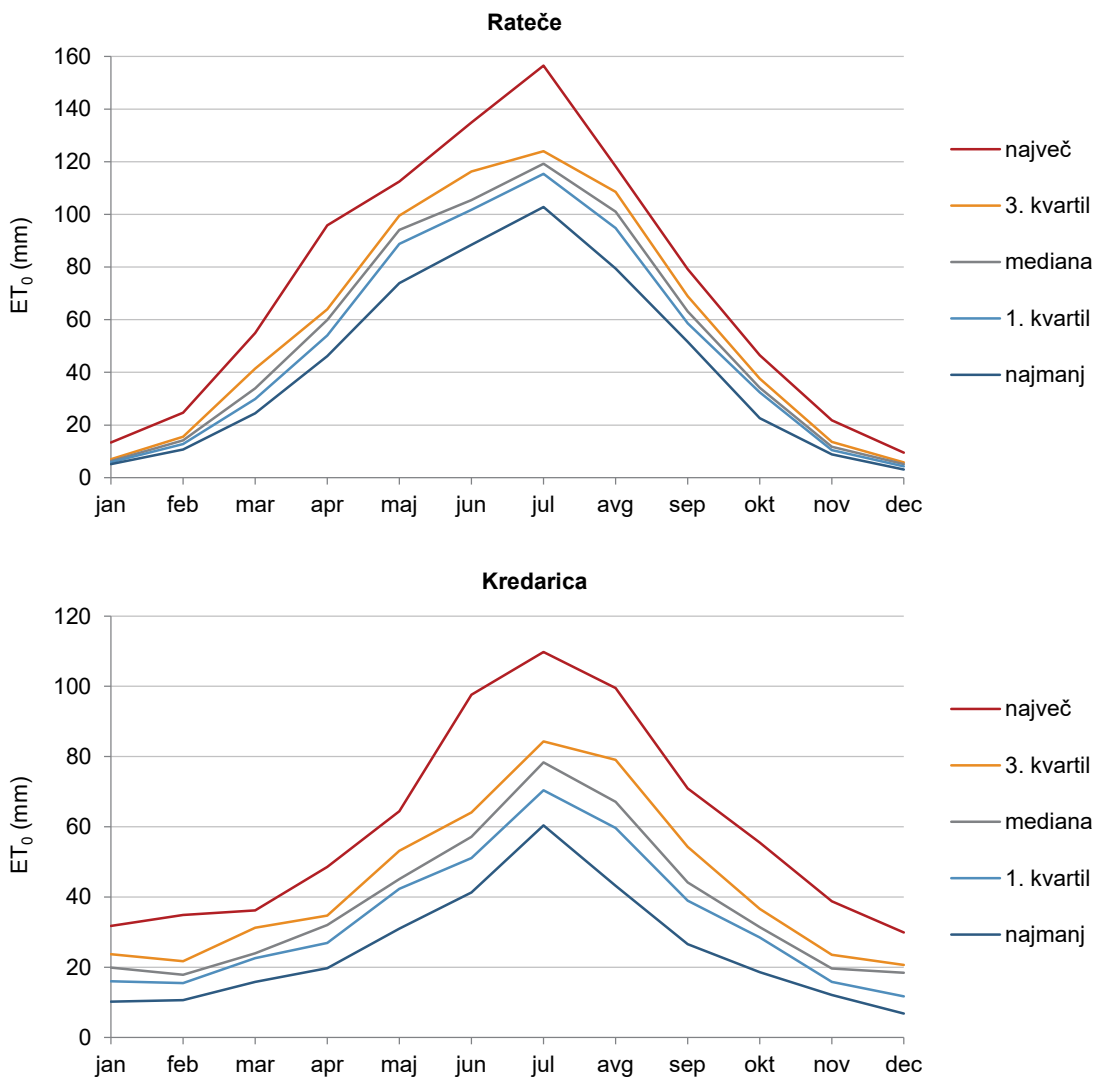 Rateče
ET₀ (mm)
160
140
120
100
80
60
40
20
0
jan feb mar apr maj jun jul avg sep okt nov dec
največ
3. kvartil
mediana
1. kvartil
najmanj
Kredarica
ET₀ (mm)
120
100
80
60
40
20
0
jan feb mar apr maj jun jul avg sep okt nov dec
največ
3. kvartil
mediana
1. kvartil
najmanj